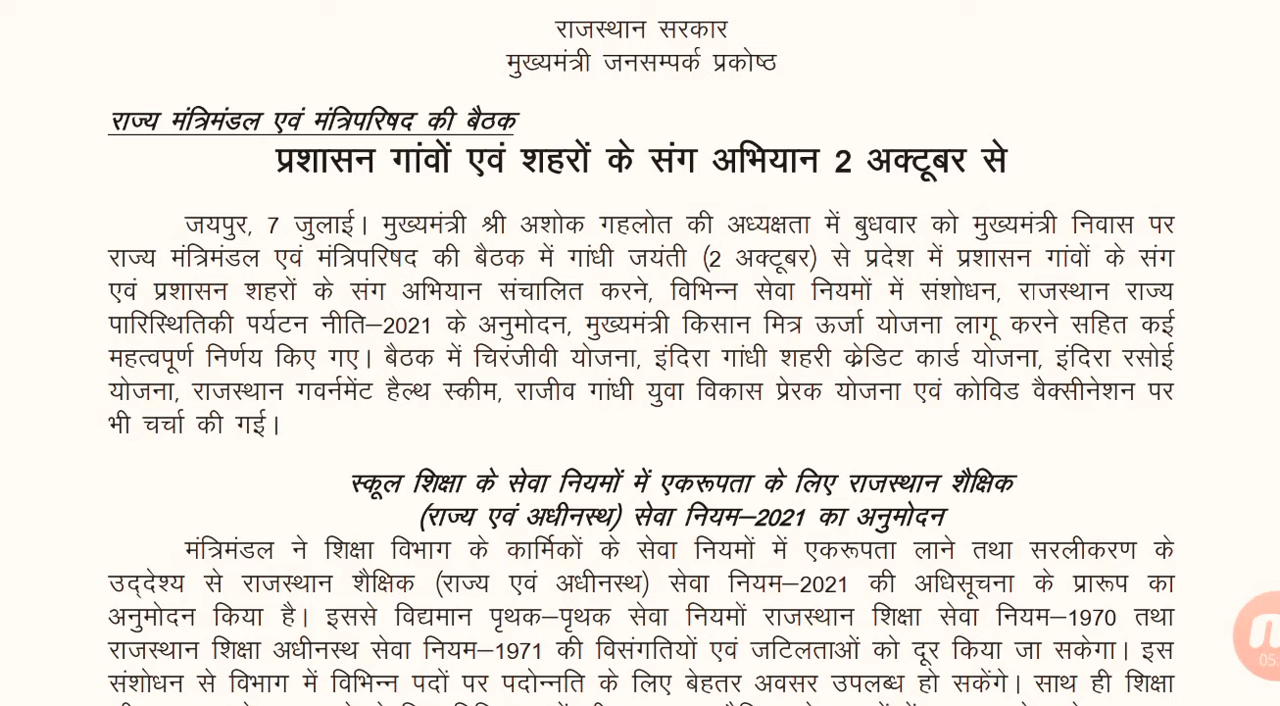 राजस्थान सरकार
मुख्यमंत्री जनसम्पर्क प्रकोष्ठ
राज्य मंत्रिमंडल एवं मंत्रिपरिषद की बैठक
प्रशासन गांवों एवं शहरों के संग अभियान 2 अक्टूबर से
जयपुर, 7 जुलाई। मुख्यमंत्री श्री अशोक गहलोत की अध्यक्षता में बुधवार को मुख्यमंत्री निवास पर
राज्य मंत्रिमंडल एवं मंत्रिपरिषद की बैठक में गांधी जयंती (2 अक्टूबर) से प्रदेश में प्रशासन गांवों के संग
एवं प्रशासन शहरों के संग अभियान संचालित करने, विभिन्न सेवा नियमों में संशोधन, राजस्थान राज्य
पारिस्थितिकी पर्यटन नीति–2021 के अनुमोदन, मुख्यमंत्री किसान मित्र ऊर्जा योजना लागू करने सहित कई
महत्वपूर्ण निर्णय किए गए। बैठक में चिरंजीवी योजना, इंदिरा गांधी शहरी क्रेडिट कार्ड योजना, इंदिरा रसोई
योजना, राजस्थान गवर्नमेंट हैल्थ स्कीम, राजीव गांधी युवा विकास प्रेरक योजना एवं कोविड वैक्सीनेशन पर
भी चर्चा की गई।
स्कूल शिक्षा के सेवा नियमों में एकरूपता के लिए राजस्थान शैक्षिक
(राज्य एवं अधीनस्थ) सेवा नियम–2021 का अनुमोदन
मंत्रिमंडल ने शिक्षा विभाग के कार्मिकों के सेवा नियमों में एकरूपता लाने तथा सरलीकरण के
उद्देश्य से राजस्थान शैक्षिक (राज्य एवं अधीनस्थ) सेवा नियम–2021 की अधिसूचना के प्रारूप का
अनुमोदन किया है। इससे विद्यमान पृथक–पृथक सेवा नियमों राजस्थान शिक्षा सेवा नियम–1970 तथा
राजस्थान शिक्षा अधीनस्थ सेवा नियम–1971 की विसंगतियों एवं जटिलताओं को दूर किया जा सकेगा। इस
संशोधन से विभाग में विभिन्न पदों पर पदोन्नति के लिए बेहतर अवसर उपलब्ध हो सकेंगे। साथ ही शिक्षा